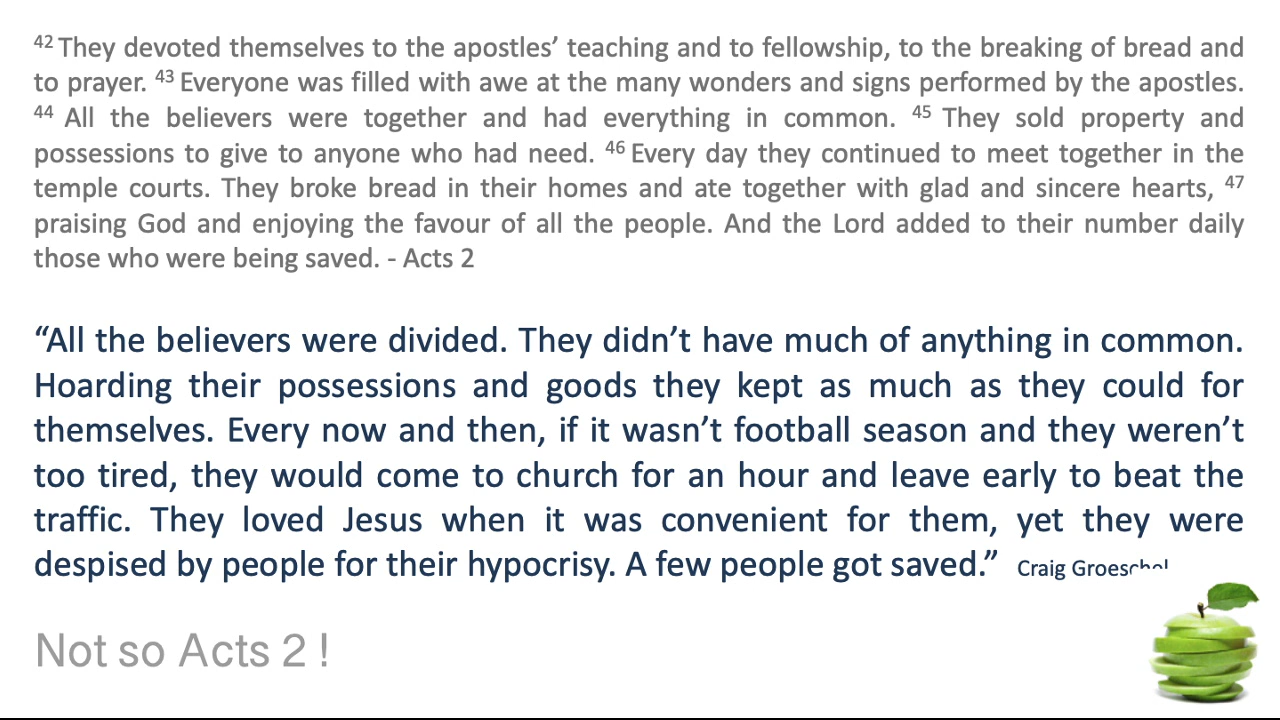 ⁴² They devoted themselves to the apostles’ teaching and to fellowship, to the breaking of bread and
to prayer. ⁴³ Everyone was filled with awe at the many wonders and signs performed by the apostles.
⁴⁴ All the believers were together and had everything in common. ⁴⁵ They sold property and
possessions to give to anyone who had need. ⁴⁶ Every day they continued to meet together in the
temple courts. They broke bread in their homes and ate together with glad and sincere hearts, ⁴⁷
praising God and enjoying the favour of all the people. And the Lord added to their number daily
those who were being saved. - Acts 2
“All the believers were divided. They didn’t have much of anything in common.
Hoarding their possessions and goods they kept as much as they could for
themselves. Every now and then, if it wasn’t football season and they weren’t
too tired, they would come to church for an hour and leave early to beat the
traffic. They loved Jesus when it was convenient for them, yet they were
despised by people for their hypocrisy. A few people got saved.” Craig Groeschel
Not so Acts 2 !